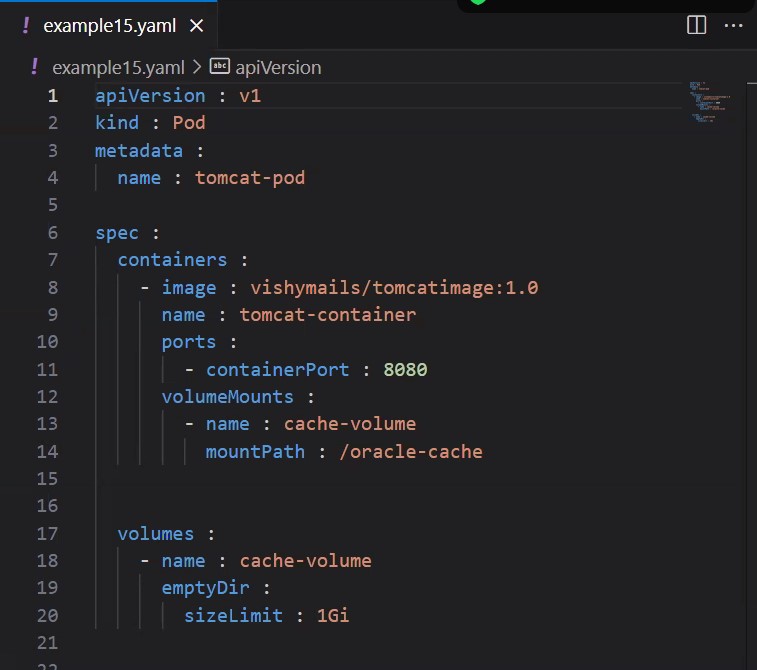 ! example15.yaml ×
! example15.yaml > abc apiVersion
1 apiVersion : v1
2 kind : Pod
3 metadata :
4   name : tomcat-pod
5
6 spec :
7   containers :
8     - image : vishymails/tomcatimage:1.0
9       name : tomcat-container
10       ports :
11         - containerPort : 8080
12       volumeMounts :
13         - name : cache-volume
14           mountPath : /oracle-cache
15
16
17   volumes :
18     - name : cache-volume
19       emptyDir :
20         sizeLimit : 1Gi
21
22